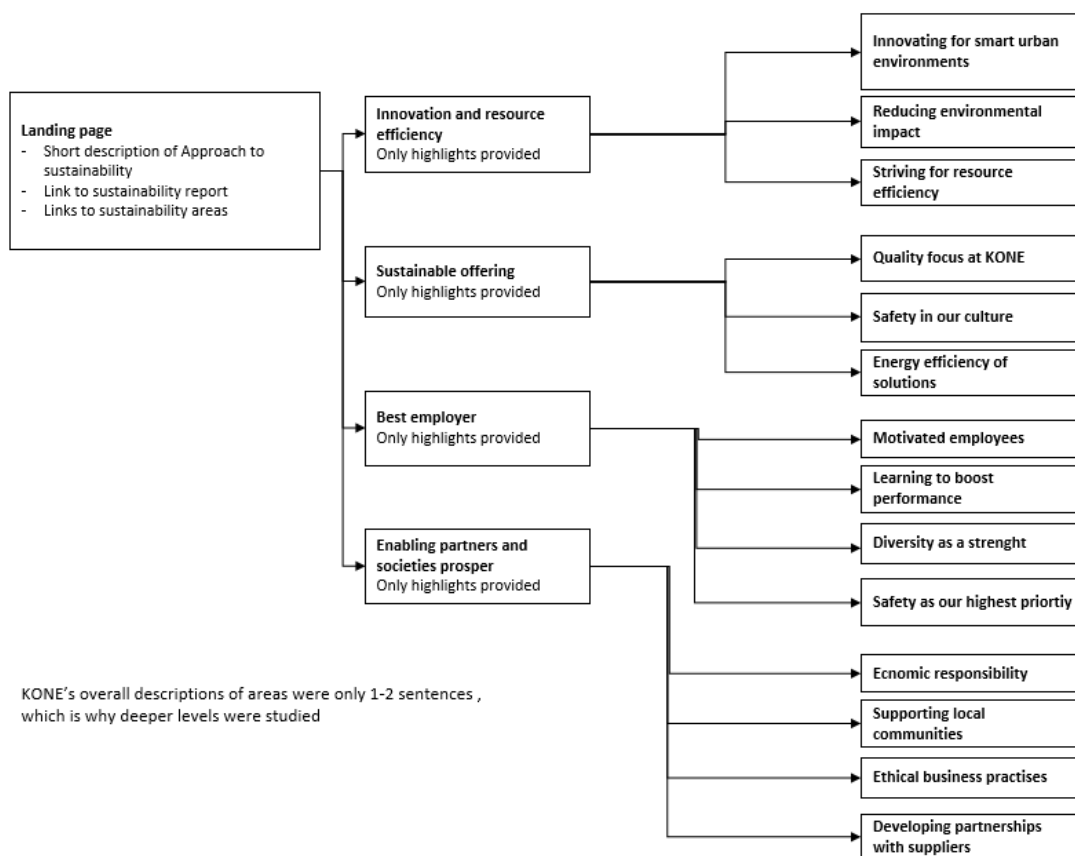 Landing page
- Short description of Approach to
sustainability
- Link to sustainability report
- Links to sustainability areas
Innovation and resource
efficiency
Only highlights provided
Innovating for smart urban
environments
Reducing environmental
impact
Striving for resource
efficiency
Sustainable offering
Only highlights provided
Quality focus at KONE
Safety in our culture
Energy efficiency of
solutions
Best employer
Only highlights provided
Motivated employees
Learning to boost
performance
Diversity as a strenght
Safety as our highest priortiy
Enabling partners and
societies prosper
Only highlights provided
Ecnomic responsibility
Supporting local
communities
Ethical business practises
Developing partnerships
with suppliers
KONE's overall descriptions of areas were only 1-2 sentences ,
which is why deeper levels were studied